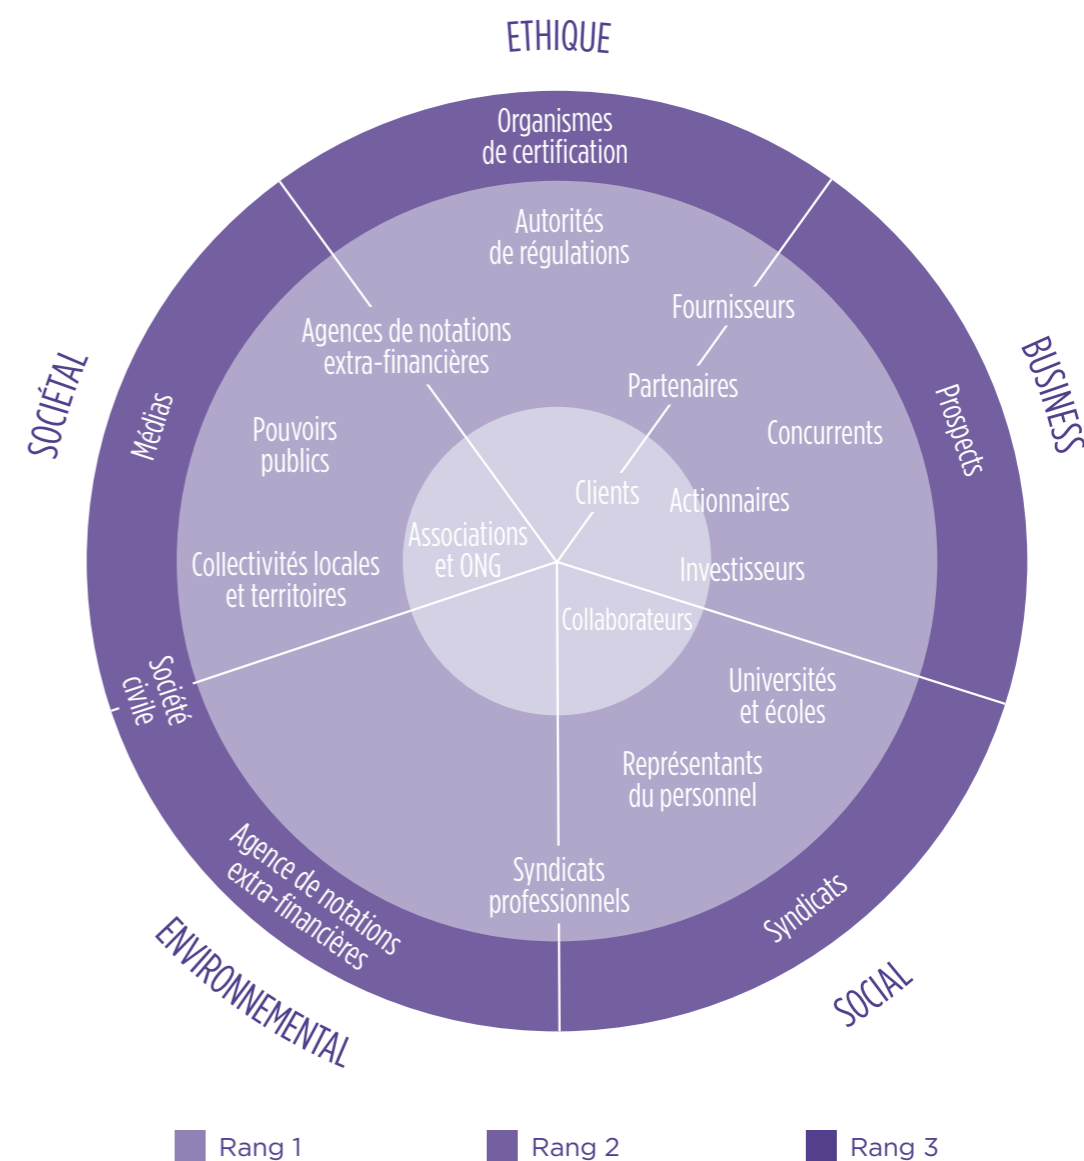 ETHIQUE
Organismes
de certification
Autorités
de régulations
Fournisseurs
Agences de notations
extra-financières
Partenaires
SOCIÉTAL
BUSINESS
Médias
Prospects
Pouvoirs
publics
Concurrents
Clients
Actionnaires
Associations
et ONG
Collectivités locales
et territoires
Investisseurs
Collaborateurs
Société
civile
Universités
et écoles
Représentants
du personnel
Agence de notations
extra-financières
Syndicats
professionnels
Syndicats
ENVIRONNEMENTAL
SOCIAL
Rang 1
Rang 2
Rang 3